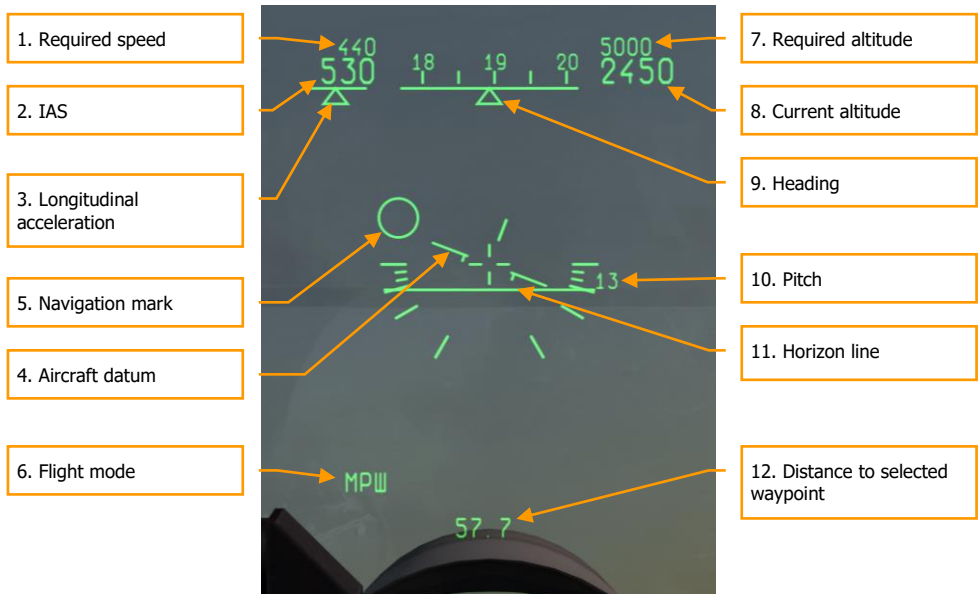 1. Required speed
2. IAS
3. Longitudinal
acceleration
5. Navigation mark
4. Aircraft datum
6. Flight mode
440
530
18 19 20
5000
2450
13
MPW
57.7
7. Required altitude
8. Current altitude
9. Heading
10. Pitch
11. Horizon line
12. Distance to selected
waypoint